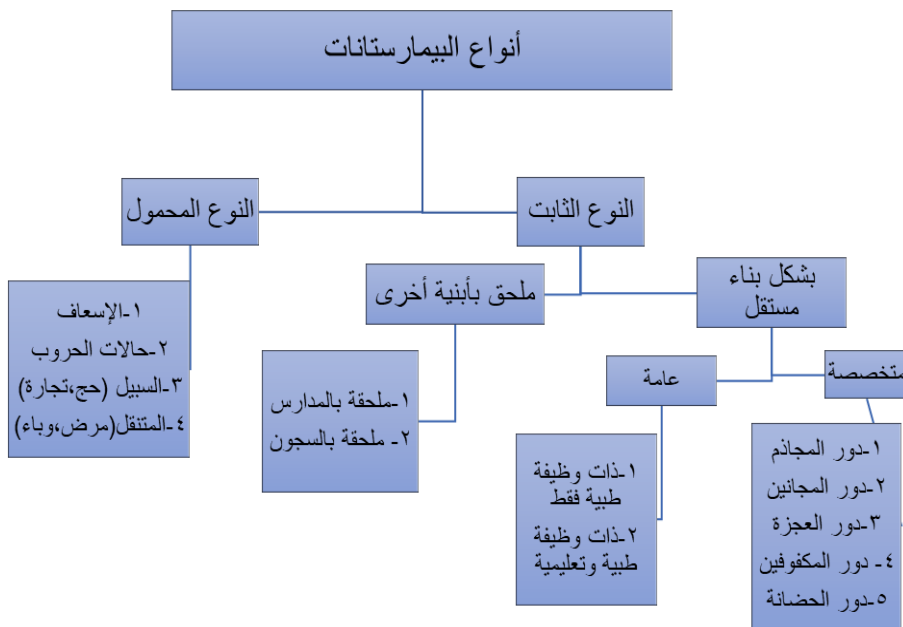 أنواع البيمارستانات
النوع الثابت
النوع المحمول
بشكل بناء
مستقل
ملحق بأبنية أخرى
١-الإسعاف
٢-حالات الحروب
٣-السبيل (حج،تجارة)
٤-المتنقل(مرض،وباء)
متخصصة
عامة
١-ملحقة بالمدارس
٢- ملحقة بالسجون
١-دور المجاذم
٢-دور المجانين
٣-دور العجزة
٤- دور المكفوفين
٥-دور الحضانة
١-ذات وظيفة
طبية فقط
٢-ذات وظيفة
طبية وتعليمية